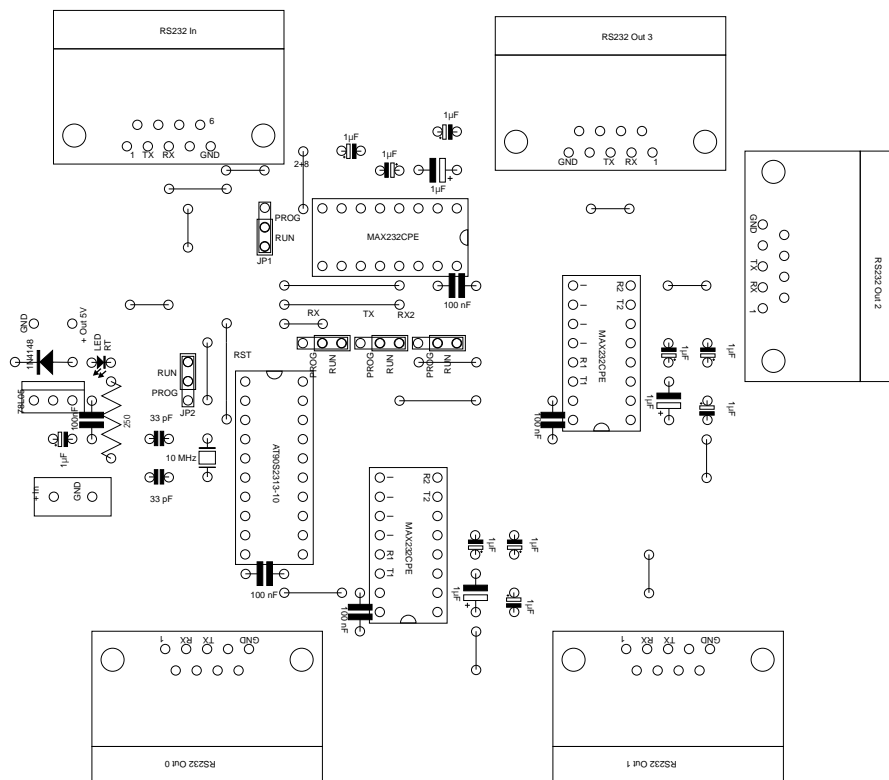 RS232 In
6
1 TX RX GND
RS232 Out 3
GND TX RX 1
1µF
1µF
1µF
1µF
+
2+8
PROG
RUN
JP1
MAX232CPE
100 nF
GND
TX
RX
1
RS232 Out 2
RX TX RX2
PROG
RUN
PROG
RUN
PROG
RUN
GND
+ Out 5V
1N4148
LED
RT
78L05
100nF
250
1µF
+ In
GND
RUN
PROG
JP2
RST
33 pF
10 MHz
33 pF
AT90S2313-10
100 nF
R2
T2
R1
T1
MAX232CPE
100 nF
1µF
1µF
1µF
+
1µF
R2
T2
R1
T1
MAX232CPE
100 nF
1µF
1µF
1µF
+
1µF
1 RX TX GND
RS232 Out 0
1 RX TX GND
RS232 Out 1